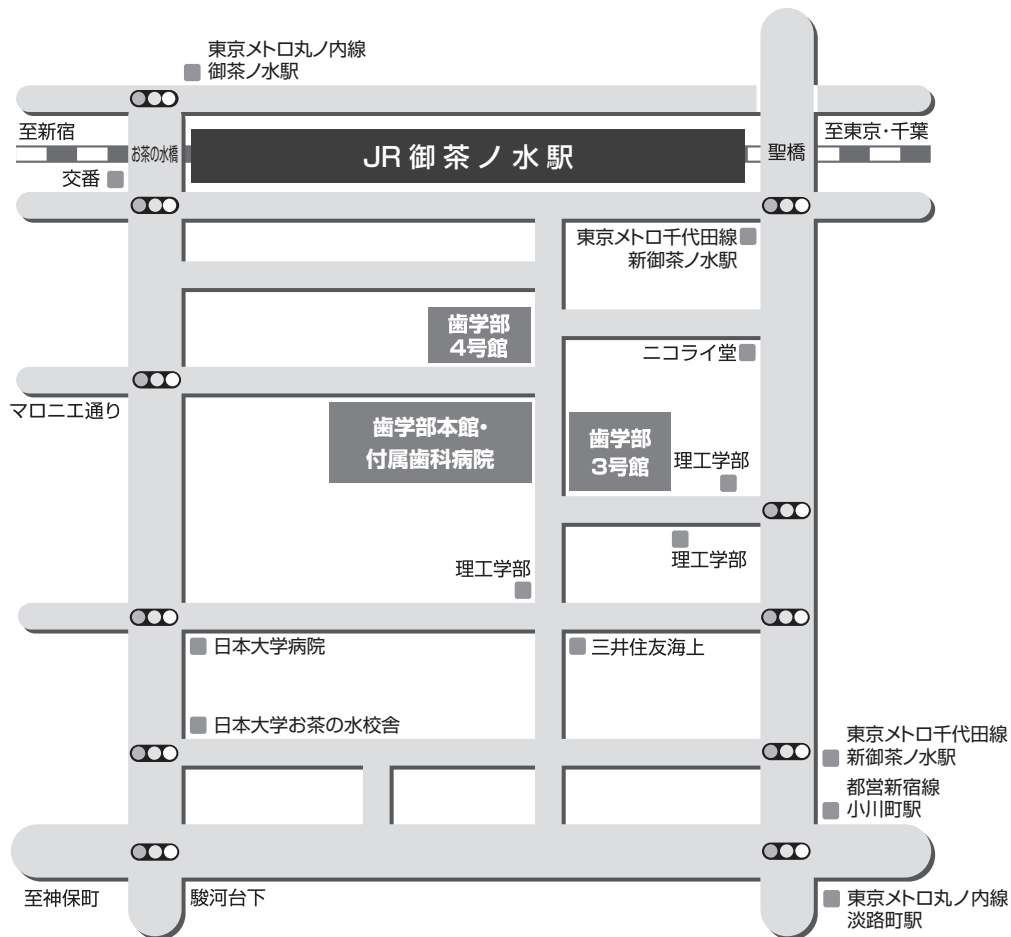 東京メトロ丸ノ内線
御茶ノ水駅
至新宿
お茶の水橋
JR御茶ノ水駅
聖橋
至東京・千葉
交番
東京メトロ千代田線
新御茶ノ水駅
歯学部
4号館
ニコライ堂
マロニエ通り
歯学部本館・
付属歯科病院
歯学部
3号館
理工学部
理工学部
理工学部
日本大学病院
三井住友海上
日本大学お茶の水校舎
東京メトロ千代田線
新御茶ノ水駅
都営新宿線
小川町駅
至神保町
駿河台下
東京メトロ丸ノ内線
淡路町駅